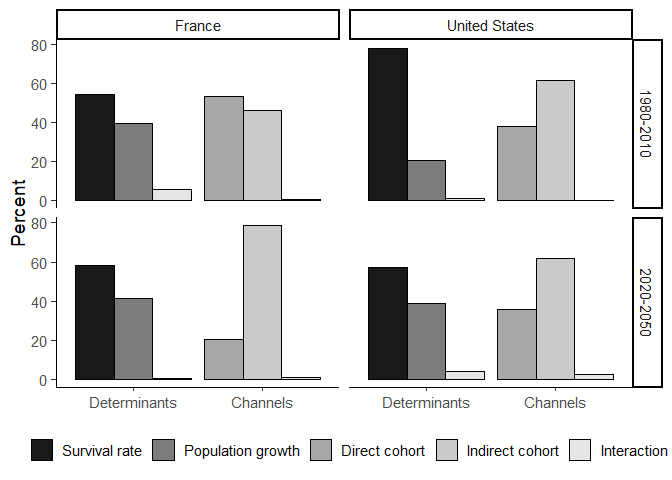 France
United States
Percent
80
60
40
20
0
1980-2010
80
60
40
20
0
2020-2050
Determinants
Channels
Determinants
Channels
Survival rate
Population growth
Direct cohort
Indirect cohort
Interaction